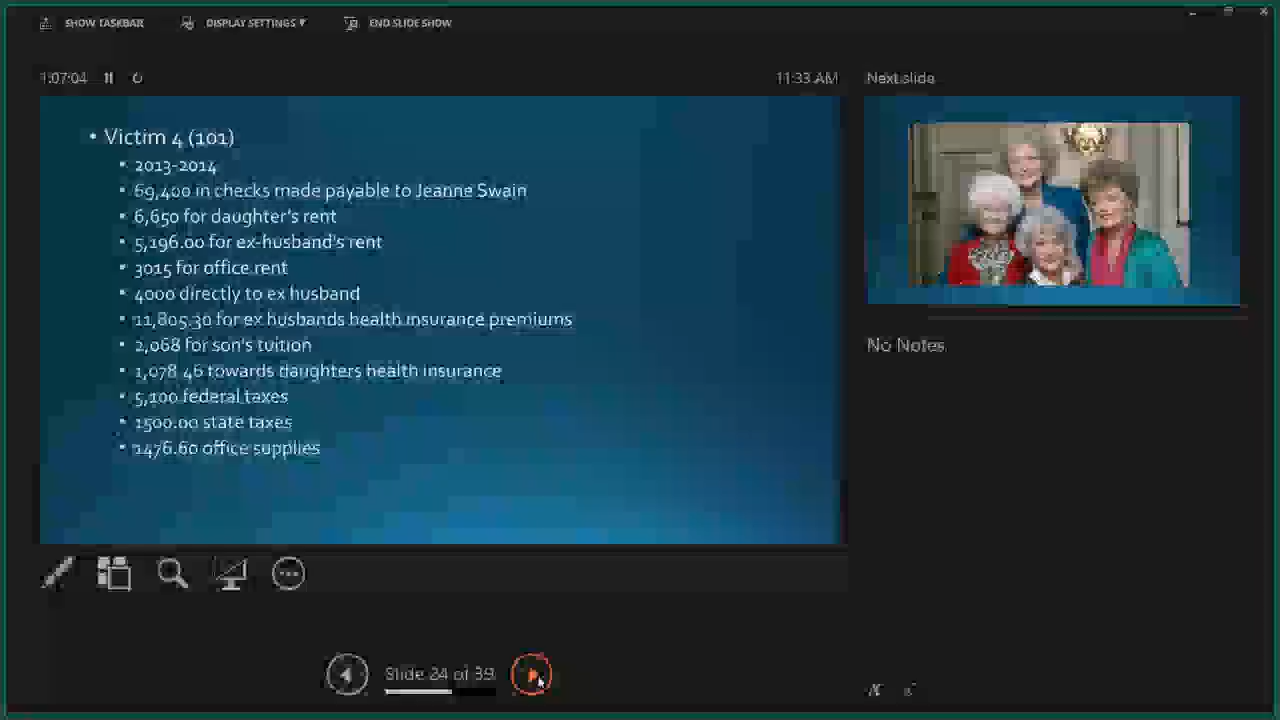 SHOW TASKBAR DISPLAY SETTINGS ▼ END SLIDE SHOW
1:07:04 11:33 AM Next slide
• Victim 4 (101)
• 2013-2014
• 69,400 in checks made payable to Jeanne Swain
• 6,650 for daughter's rent
• 5,196.00 for ex-husband's rent
• 3015 for office rent
• 4000 directly to ex husband
• 11,805.30 for ex husbands health insurance premiums
• 2,068 for son's tuition
• 1,078 46 towards daughters health insurance
• 5,100 federal taxes
• 1500.00 state taxes
• 1476.60 office supplies
No Notes
Slide 24 of 39